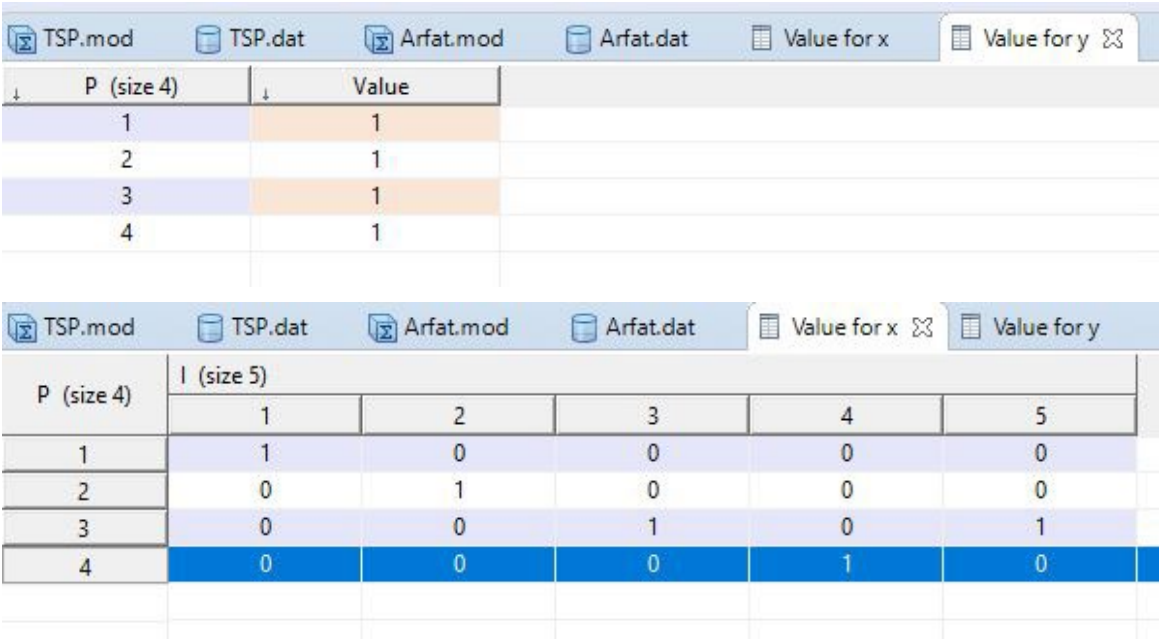 TSP.mod TSP.dat Arfat.mod Arfat.dat Value for x Value for y
P (size 4) Value
1 1
2 1
3 1
4 1
TSP.mod TSP.dat Arfat.mod Arfat.dat Value for x Value for y
P (size 4) I (size 5)
1 2 3 4 5
1 1 0 0 0 0
2 0 1 0 0 0
3 0 0 1 0 1
4 0 0 0 1 0